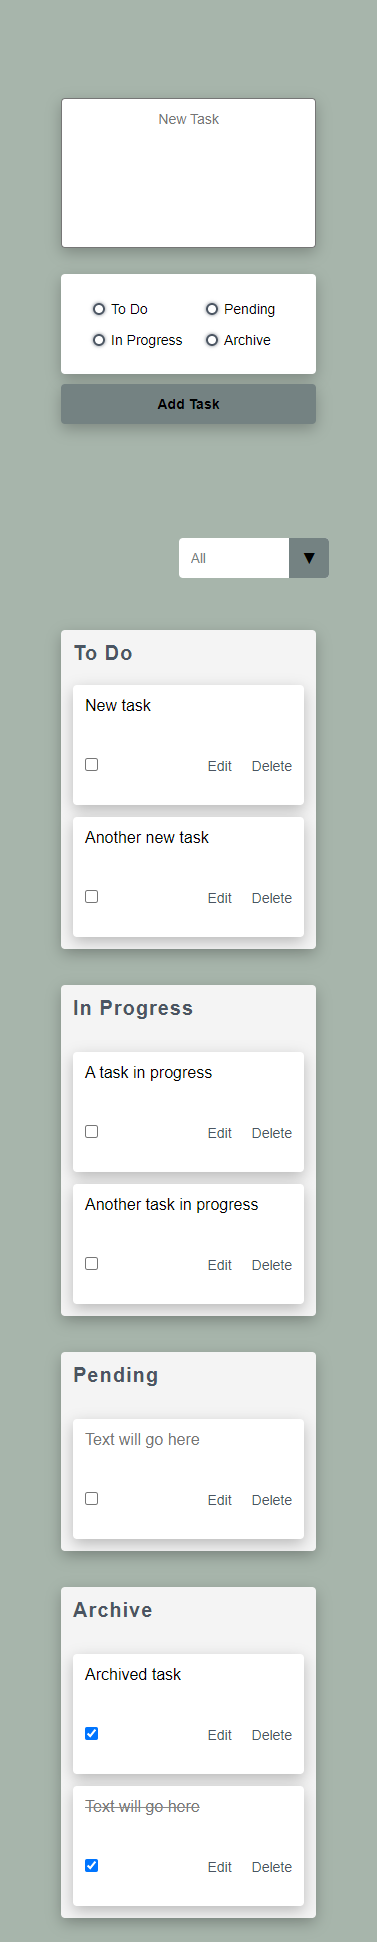 New Task
To Do
Pending
In Progress
Archive
Add Task
All
To Do
New task
Edit Delete
Another new task
Edit Delete
In Progress
A task in progress
Edit Delete
Another task in progress
Edit Delete
Pending
Text will go here
Edit Delete
Archive
Archived task
Edit Delete
Text will go here
Edit Delete